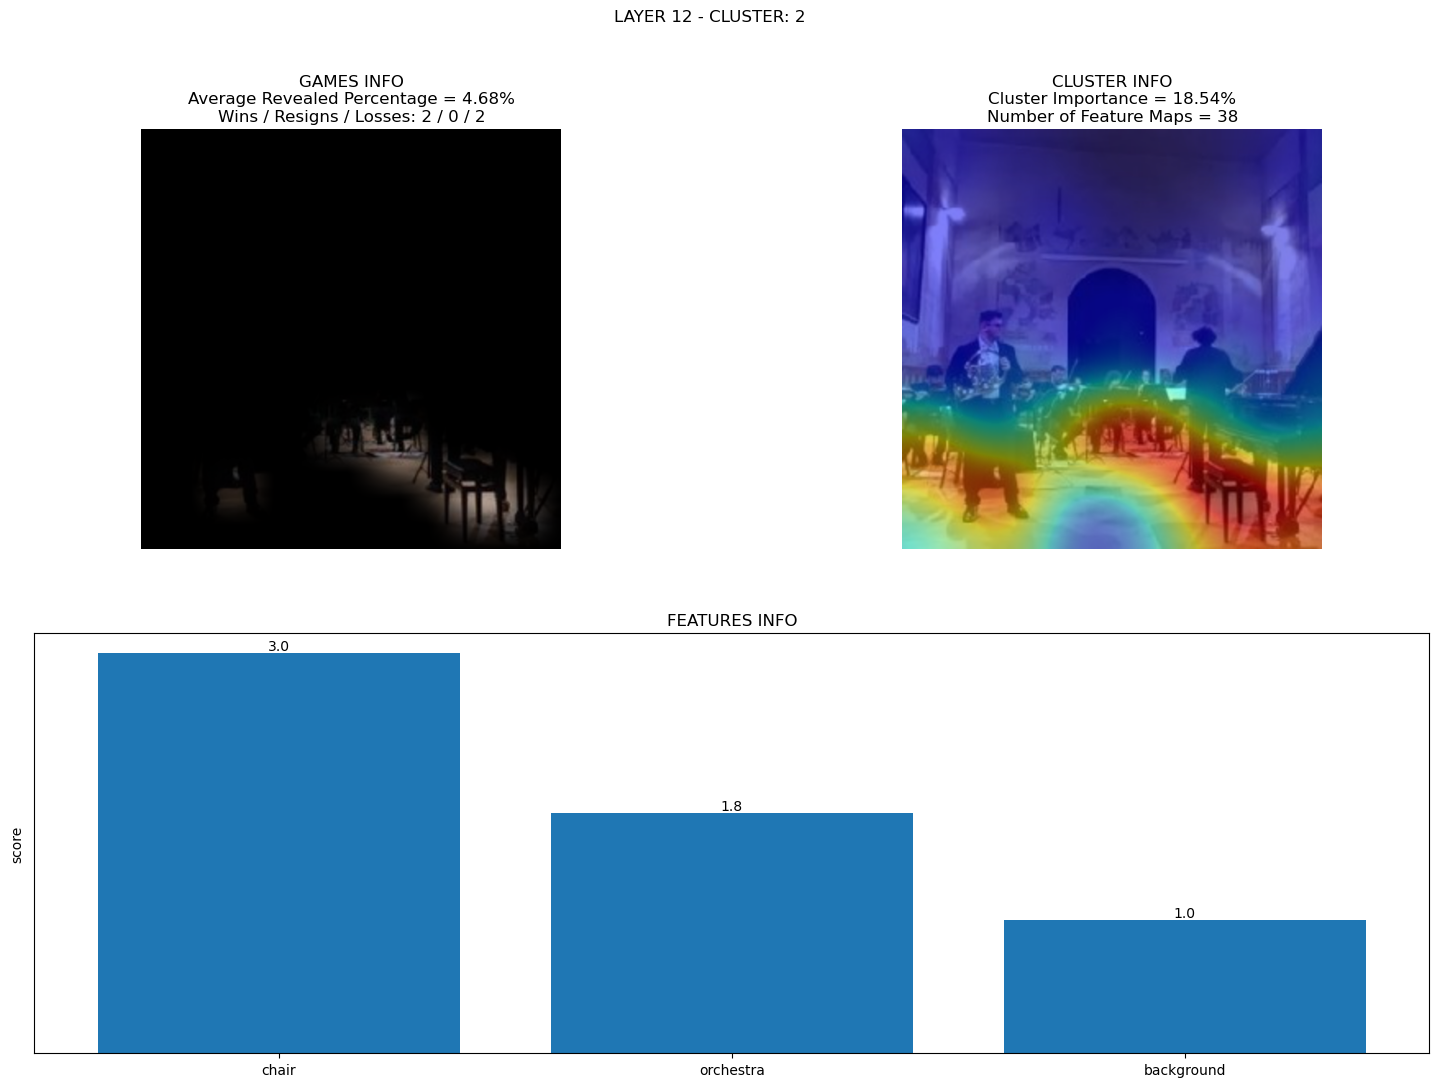 LAYER 12 - CLUSTER: 2
GAMES INFO
Average Revealed Percentage = 4.68%
Wins / Resigns / Losses: 2 / 0 / 2
CLUSTER INFO
Cluster Importance = 18.54%
Number of Feature Maps = 38
FEATURES INFO
3.0
1.8
1.0
score
chair
orchestra
background